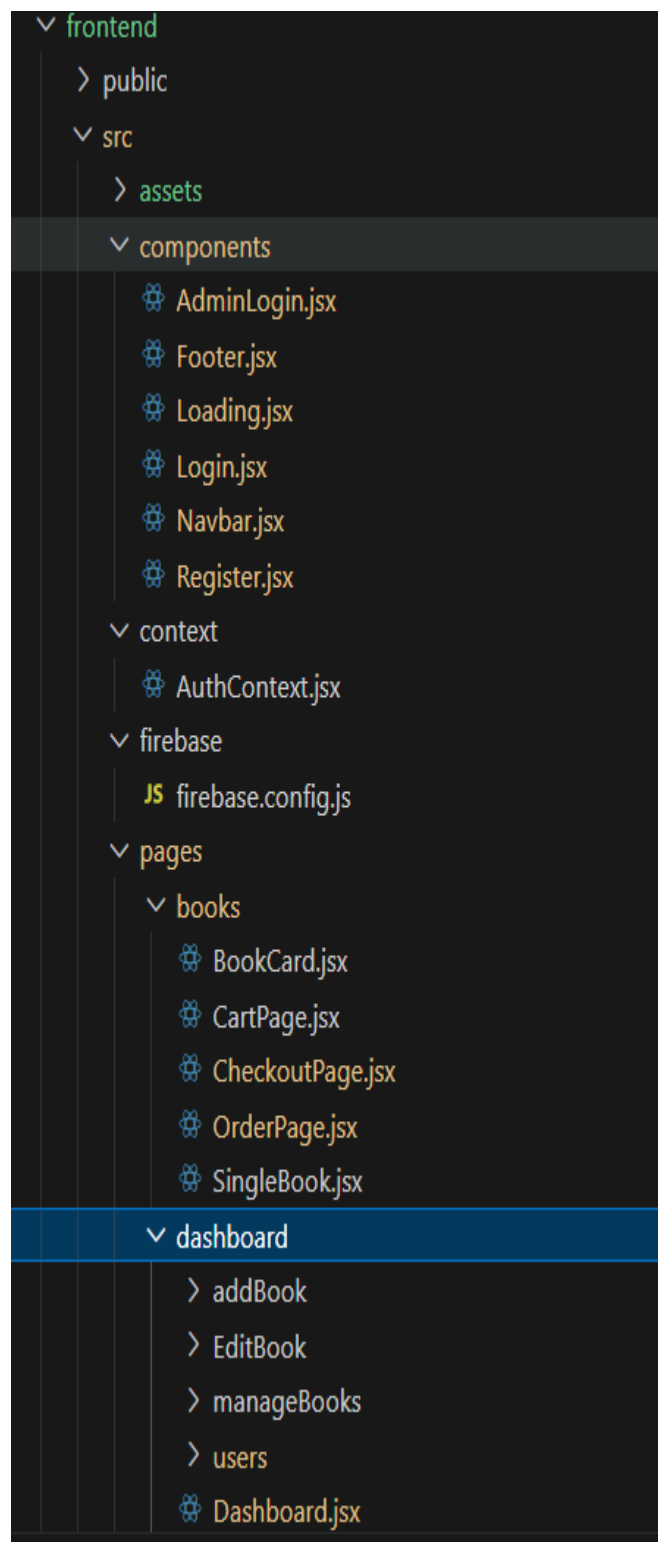 frontend
public
src
assets
components
AdminLogin.jsx
Footer.jsx
Loading.jsx
Login.jsx
Navbar.jsx
Register.jsx
context
AuthContext.jsx
firebase
JS firebase.config.js
pages
books
BookCard.jsx
CartPage.jsx
CheckoutPage.jsx
OrderPage.jsx
SingleBook.jsx
dashboard
addBook
EditBook
manageBooks
users
Dashboard.jsx